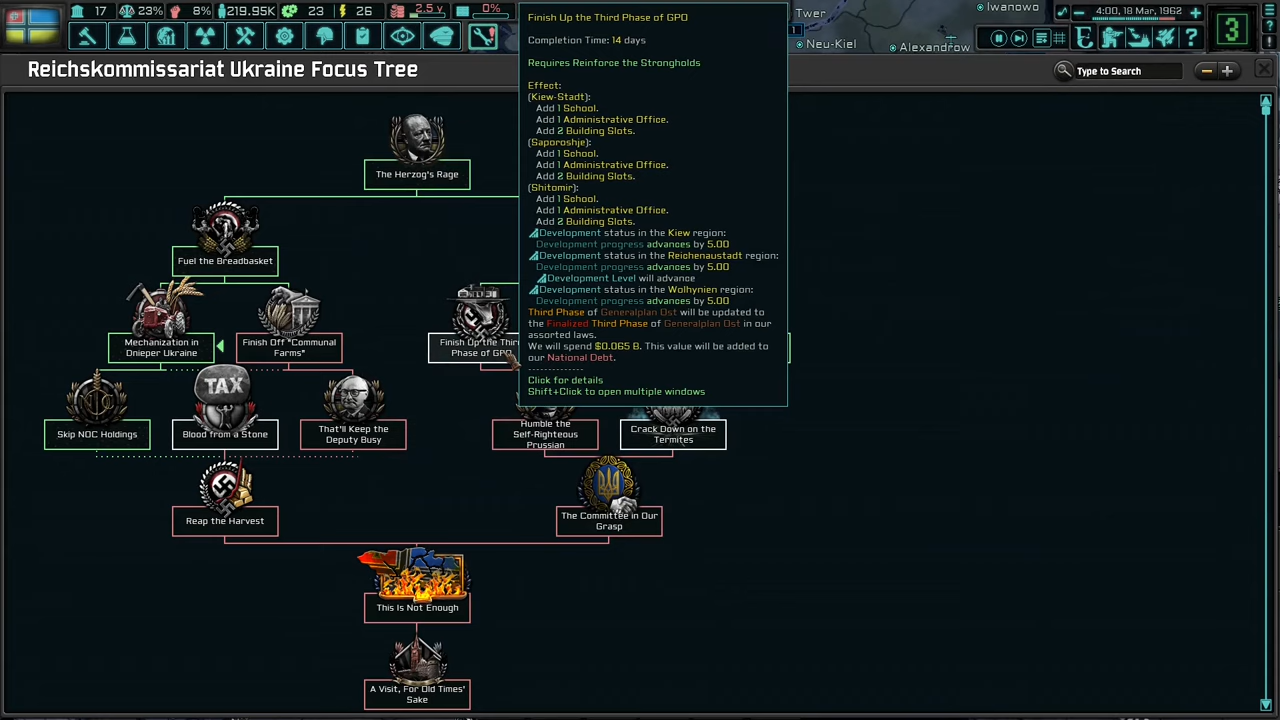 17
23%
8%
219.95K
23
26
2.5 v
0%
Twer
Neu-Kiel
Alexandrow
Iwanowo
4:00, 18 Mar, 1962
3
Reichskommissariat Ukraine Focus Tree
Type to Search
Finish Up the Third Phase of GPO
Completion Time: 14 days
Requires Reinforce the Strongholds
Effect:
(Kiew-Stadt):
Add 1 School.
Add 1 Administrative Office.
Add 2 Building Slots.
(Saporoshje):
Add 1 School.
Add 1 Administrative Office.
Add 2 Building Slots.
(Shitomir):
Add 1 School.
Add 1 Administrative Office.
Add 2 Building Slots.
Development status in the Kiew region:
Development progress advances by 5.00
Development status in the Reichenaustadt region:
Development progress advances by 5.00
Development Level will advance
Development status in the Wolhynien region:
Development progress advances by 5.00
Third Phase of Generalplan Ost will be updated to
the Finalized Third Phase of Generalplan Ost in our
assorted laws.
We will spend $0.065 B. This value will be added to
our National Debt.
--------------
Click for details
Shift+Click to open multiple windows
The Herzog's Rage
Fuel the Breadbasket
Mechanization in
Dnieper Ukraine
Finish Off "Communal
Farms"
Finish Up the Third
Phase of GPO
Skip NOC Holdings
TAX
Blood from a Stone
That'll Keep the
Deputy Busy
Humble the
Self-Righteous
Prussian
Crack Down on the
Termites
Reap the Harvest
The Committee in Our
Grasp
This Is Not Enough
A Visit, For Old Times'
Sake